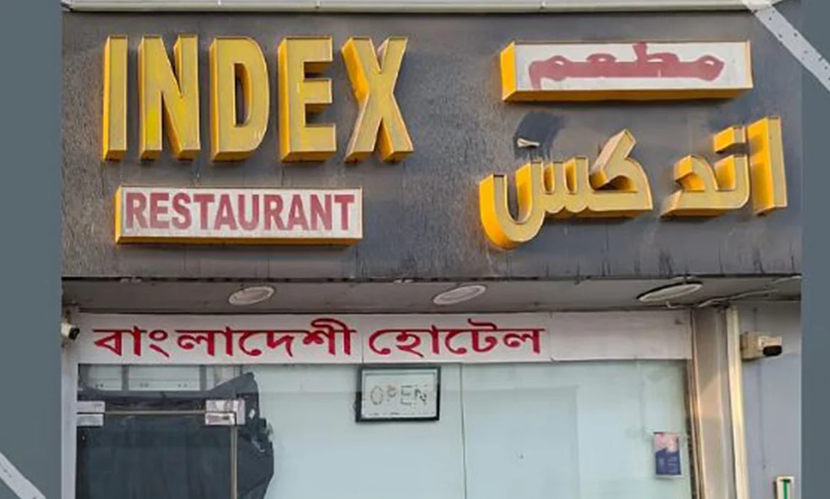 INDEX
RESTAURANT
مطعم
اندكس
বাংলাদেশী হোটেল
OPEN